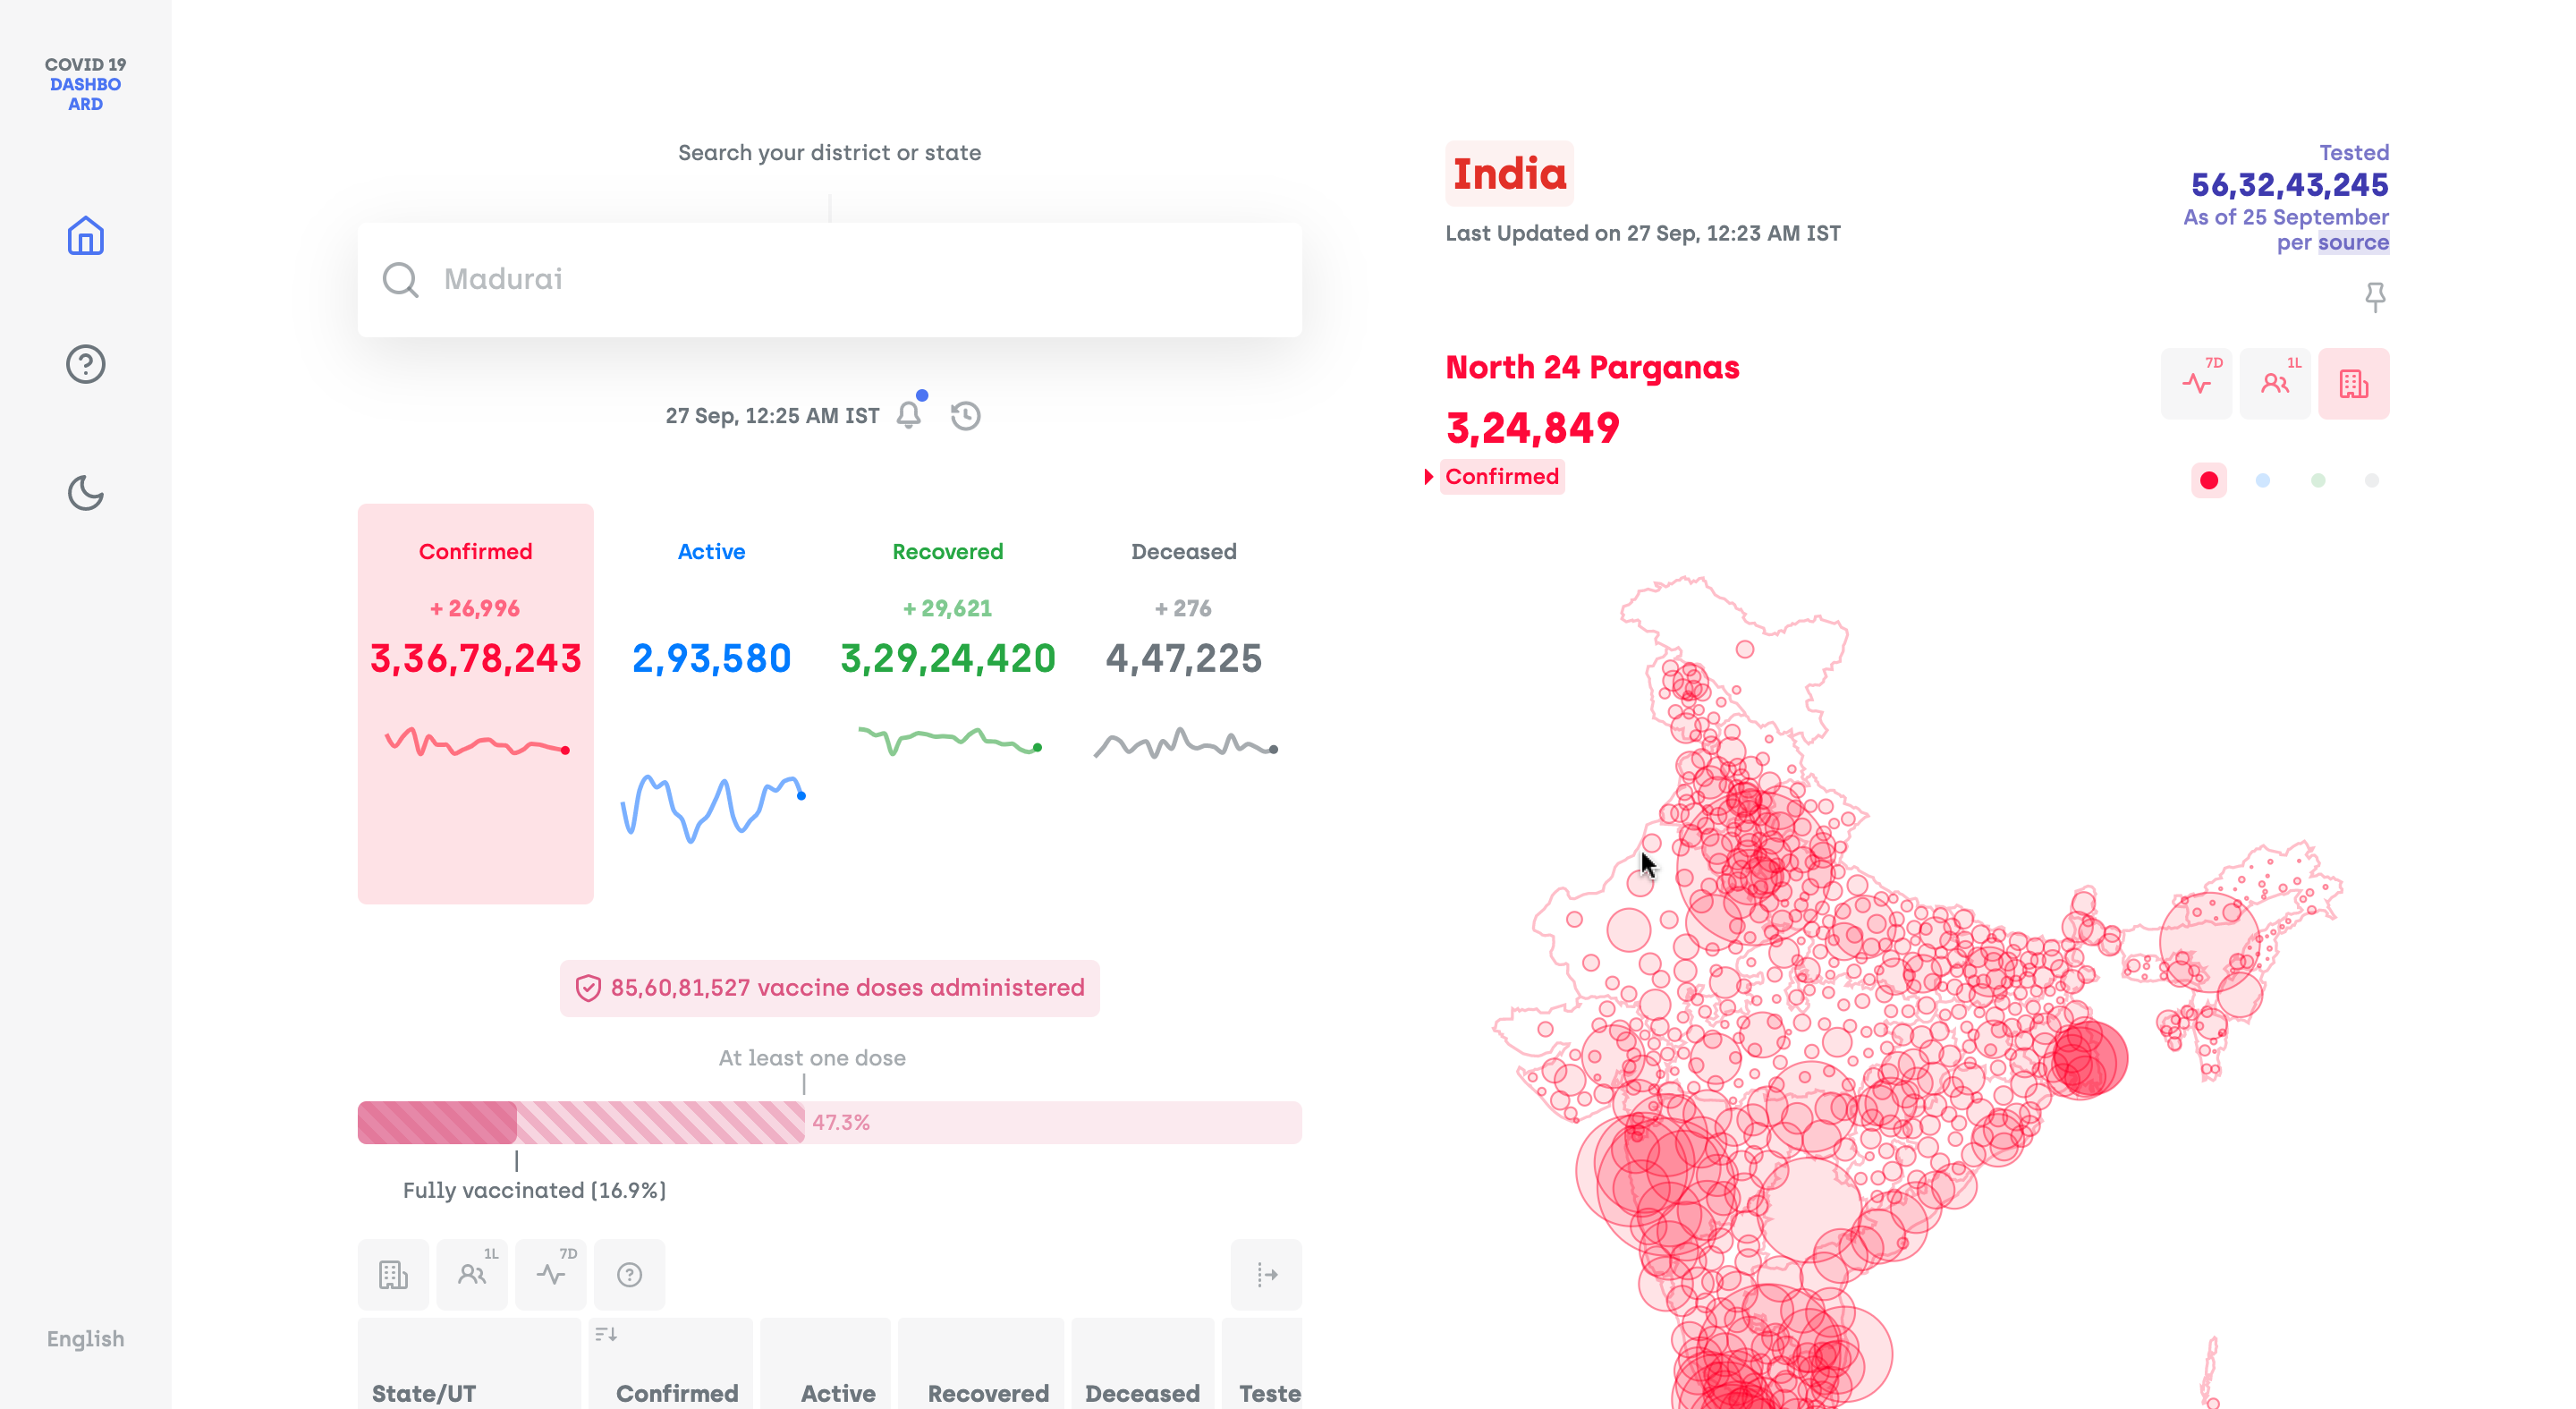 COVID 19
DASHBO
ARD
English
Search your district or state
Madurai
27 Sep, 12:25 AM IST
Confirmed
+ 26,996
3,36,78,243
Active
2,93,580
Recovered
+ 29,621
3,29,24,420
Deceased
+ 276
4,47,225
85,60,81,527 vaccine doses administered
At least one dose
47.3%
Fully vaccinated (16.9%)
1L
7D
State/UT
Confirmed
Active
Recovered
Deceased
Teste
India
Last Updated on 27 Sep, 12:23 AM IST
Tested
56,32,43,245
As of 25 September
per source
North 24 Parganas
3,24,849
Confirmed
7D
1L